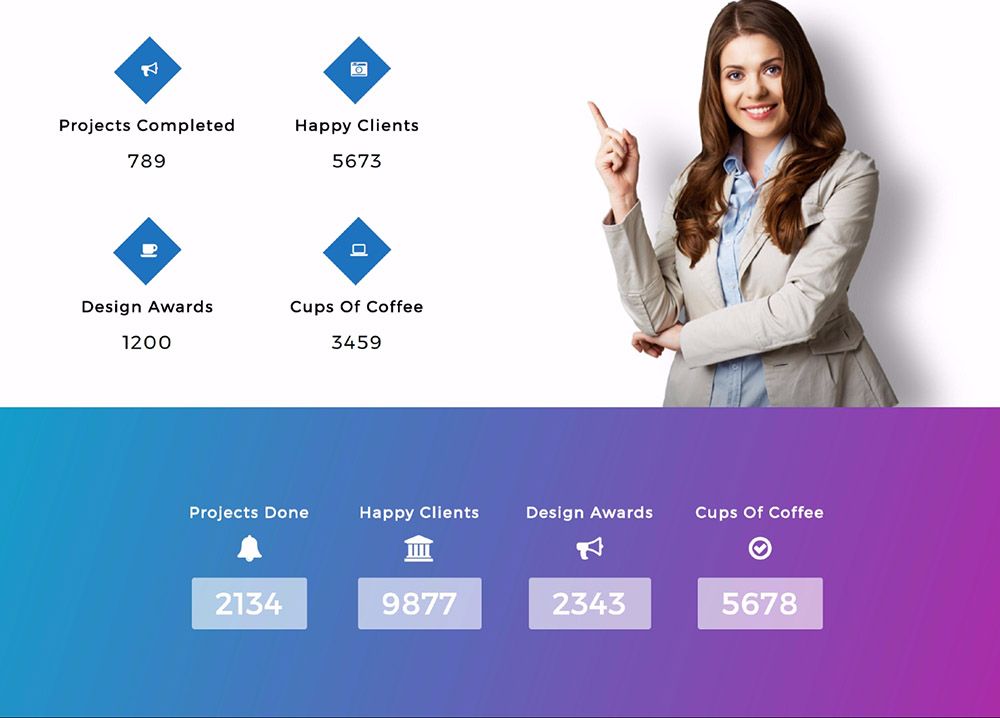 Projects Completed
Happy Clients
789
5673
Design Awards
Cups Of Coffee
1200
3459
Projects Done
Happy Clients
Design Awards
Cups Of Coffee
2134
9877
2343
5678